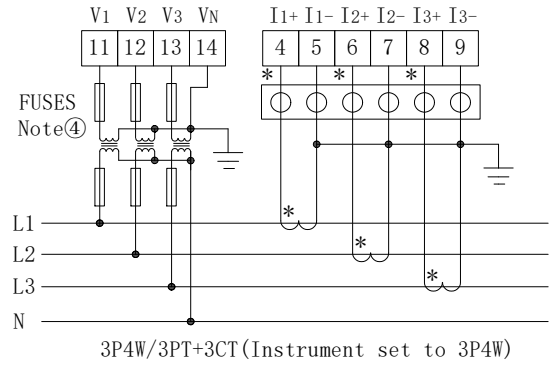 V1 V2 V3 VN I1+ I1- I2+ I2- I3+ I3-
11 12 13 14 4 5 6 7 8 9
* * *
FUSES
Note④
L1 *
L2 *
L3 *
N
3P4W/3PT+3CT(Instrument set to 3P4W)